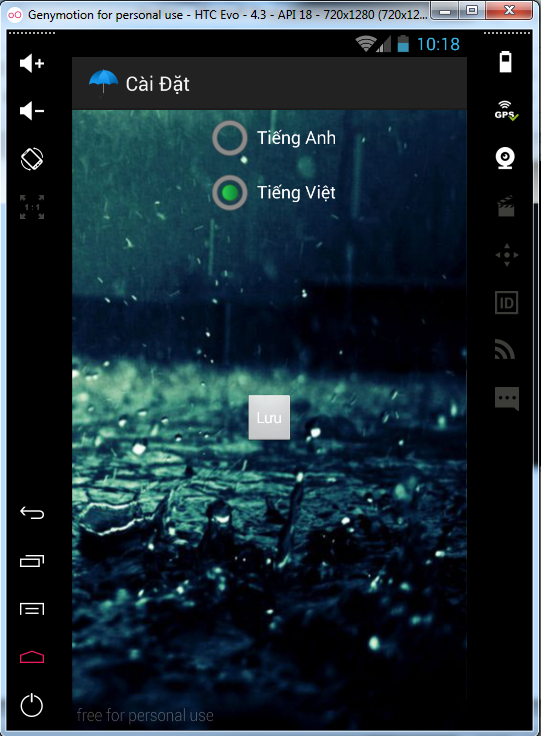 Genymotion for personal use - HTC Evo - 4.3 - API 18 - 720x1280 (720x12...
10:18
Cài Đặt
GPS
Tiếng Anh
Tiếng Việt
1:1
ID
Lưu
free for personal use